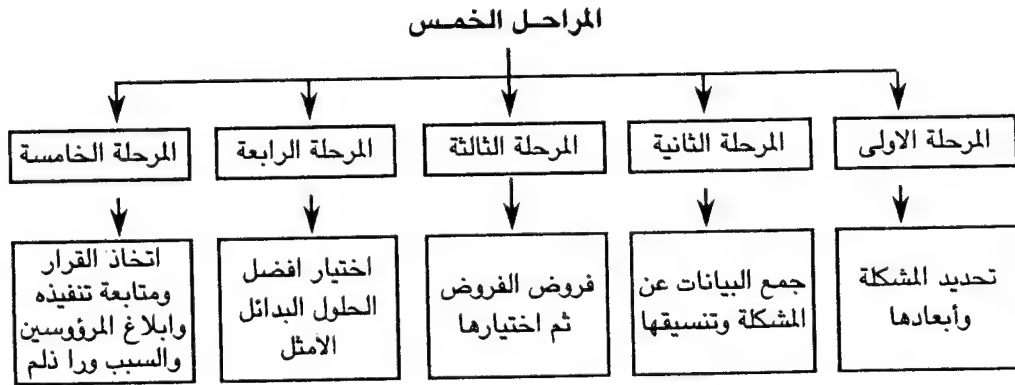 المراحل الخمس
المرحلة الاولى
المرحلة الثانية
المرحلة الثالثة
المرحلة الرابعة
المرحلة الخامسة
تحديد المشكلة
وأبعادها
جمع البيانات عن
المشكلة وتنسيقها
فروض الفروض
ثم اختيارها
اختيار افضل
الحلول البدائل
الأمثل
اتخاذ القرار
ومتابعة تنفيذه
وابلاغ المرؤوسين
والسبب ورا ذلم